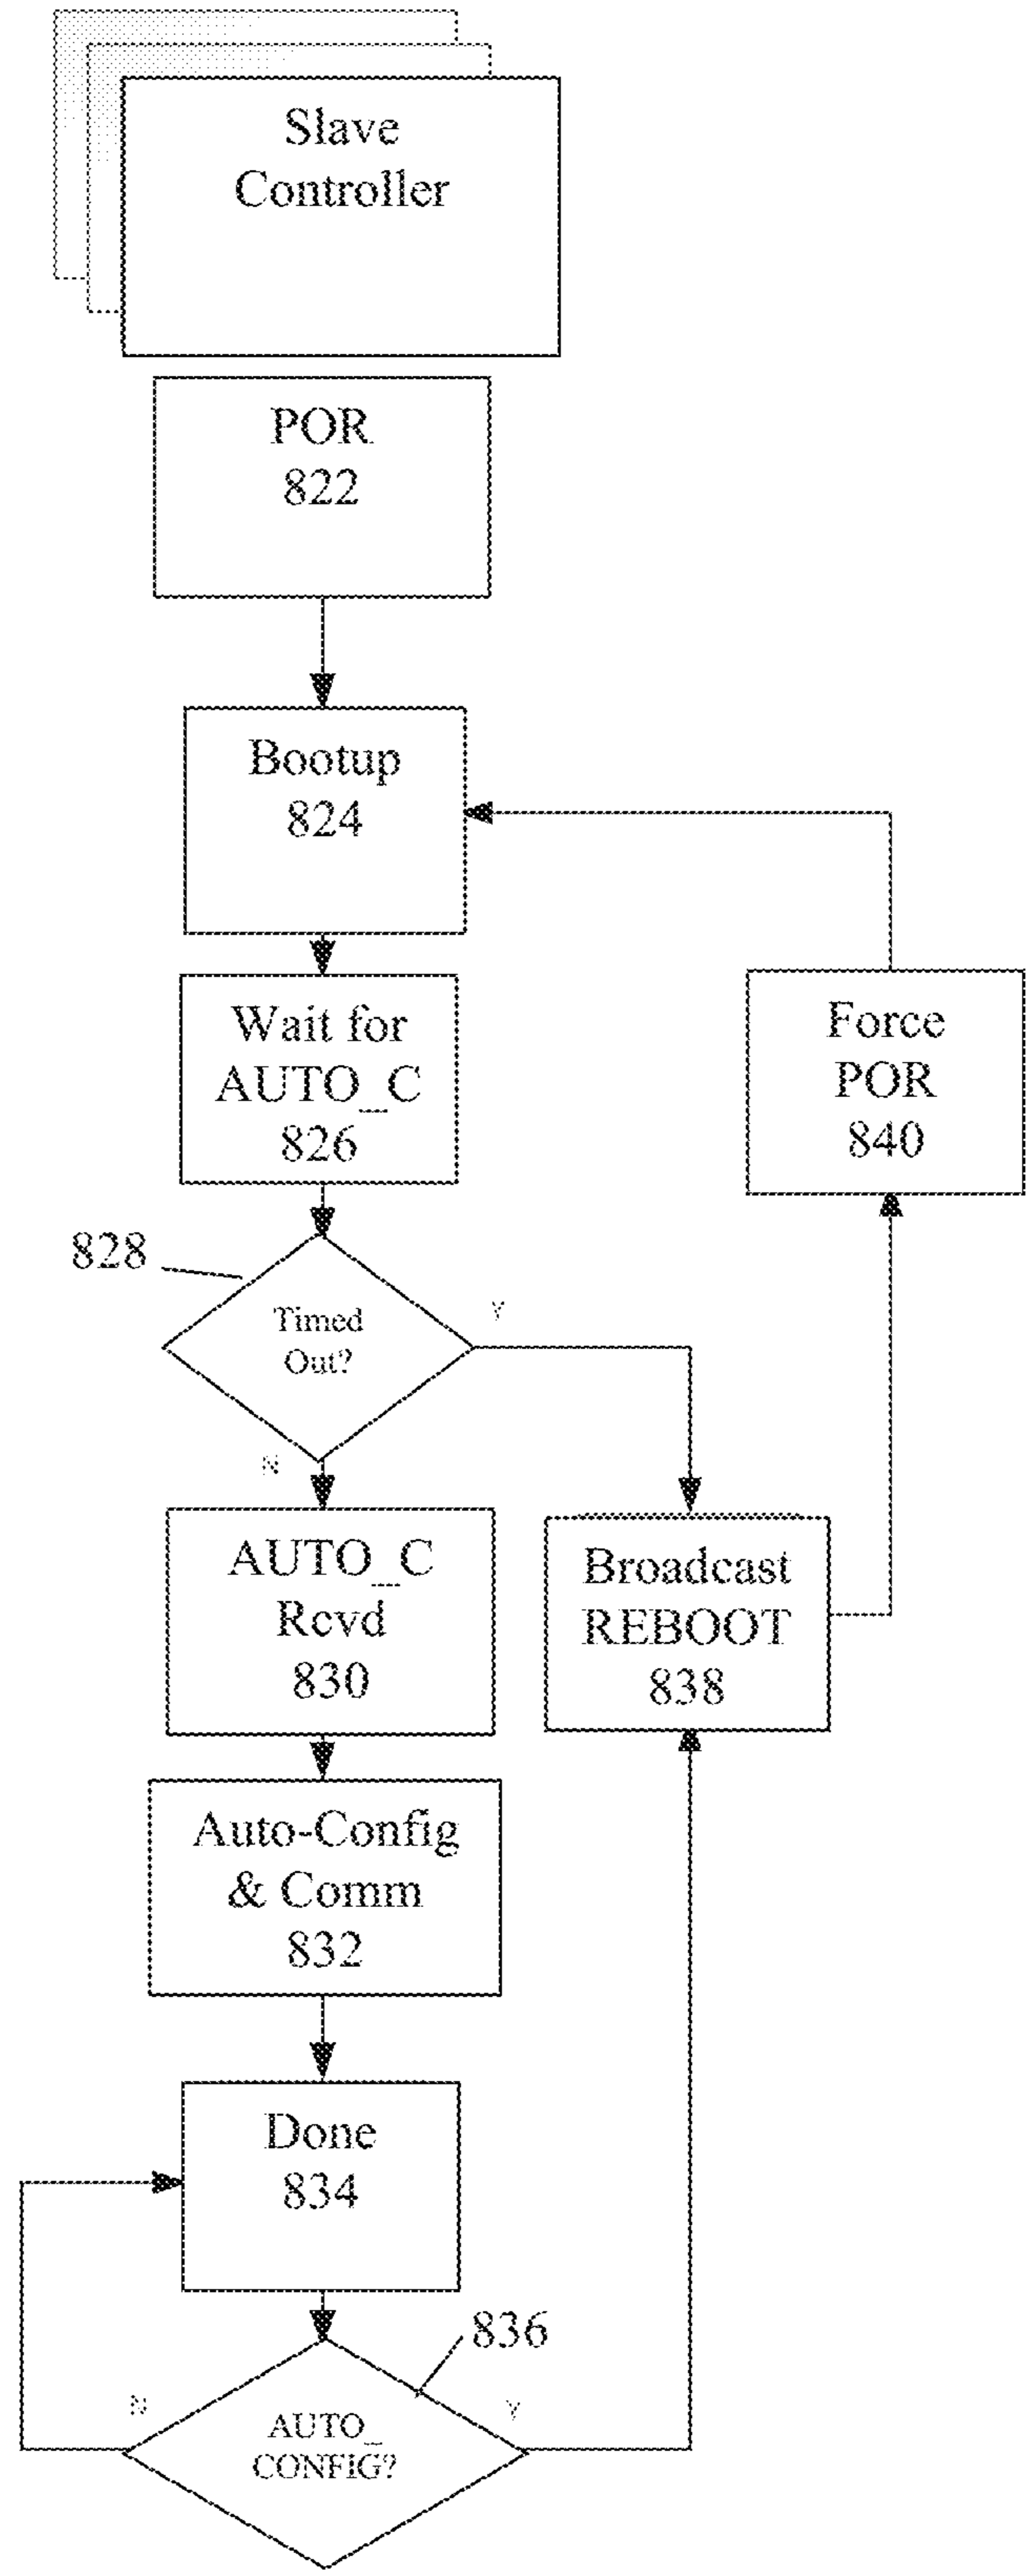 Slave
Controller
POR
822
Bootup
824
Wait for
AUTO_C
826
Force
POR
840
828
Timed
Out?
Y
N
AUTO_C
Rcvd
830
Broadcast
REBOOT
838
Auto-Config
& Comm
832
Done
834
836
N
Y
AUTO_
CONFIG?